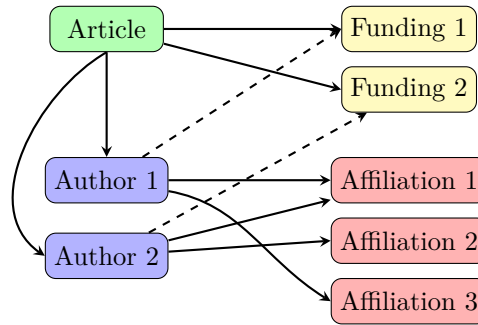 Article
Funding 1
Funding 2
Author 1
Affiliation 1
Author 2
Affiliation 2
Affiliation 3